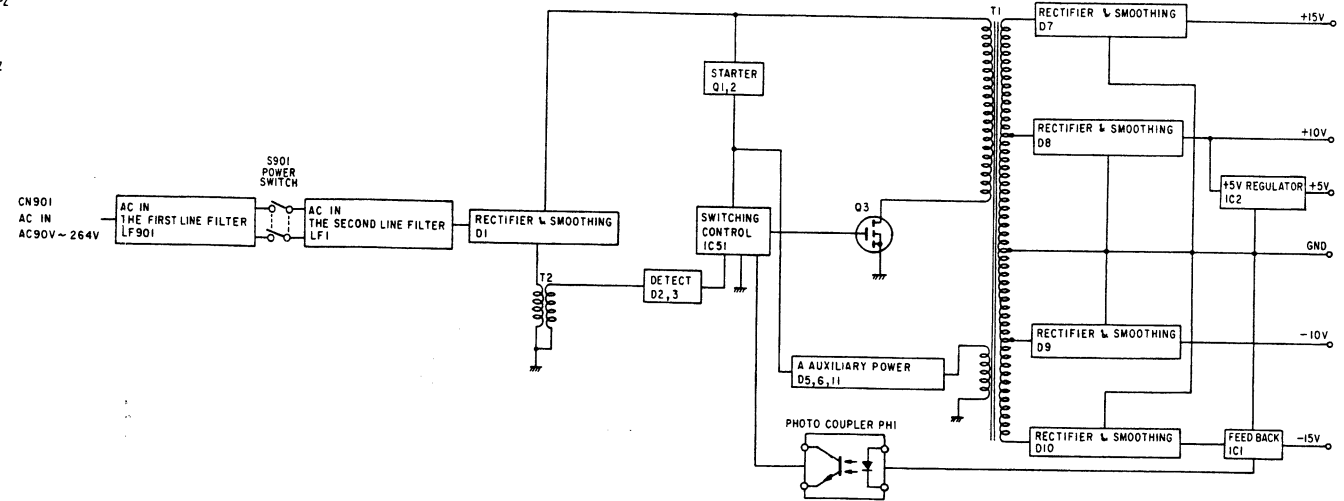 T1
RECTIFIER & SMOOTHING
D7
+15V
STARTER
Q1,2
RECTIFIER & SMOOTHING
D8
+10V
S901
POWER
SWITCH
+5V REGULATOR
IC2
+5V
CN901
AC IN
AC90V~264V
AC IN
THE FIRST LINE FILTER
LF901
AC IN
THE SECOND LINE FILTER
LF1
RECTIFIER & SMOOTHING
D1
SWITCHING
CONTROL
IC51
Q3
GND
T2
DETECT
D2,3
RECTIFIER & SMOOTHING
D9
-10V
A AUXILIARY POWER
D5,6,11
PHOTO COUPLER PH1
RECTIFIER & SMOOTHING
D10
FEED BACK
IC1
-15V